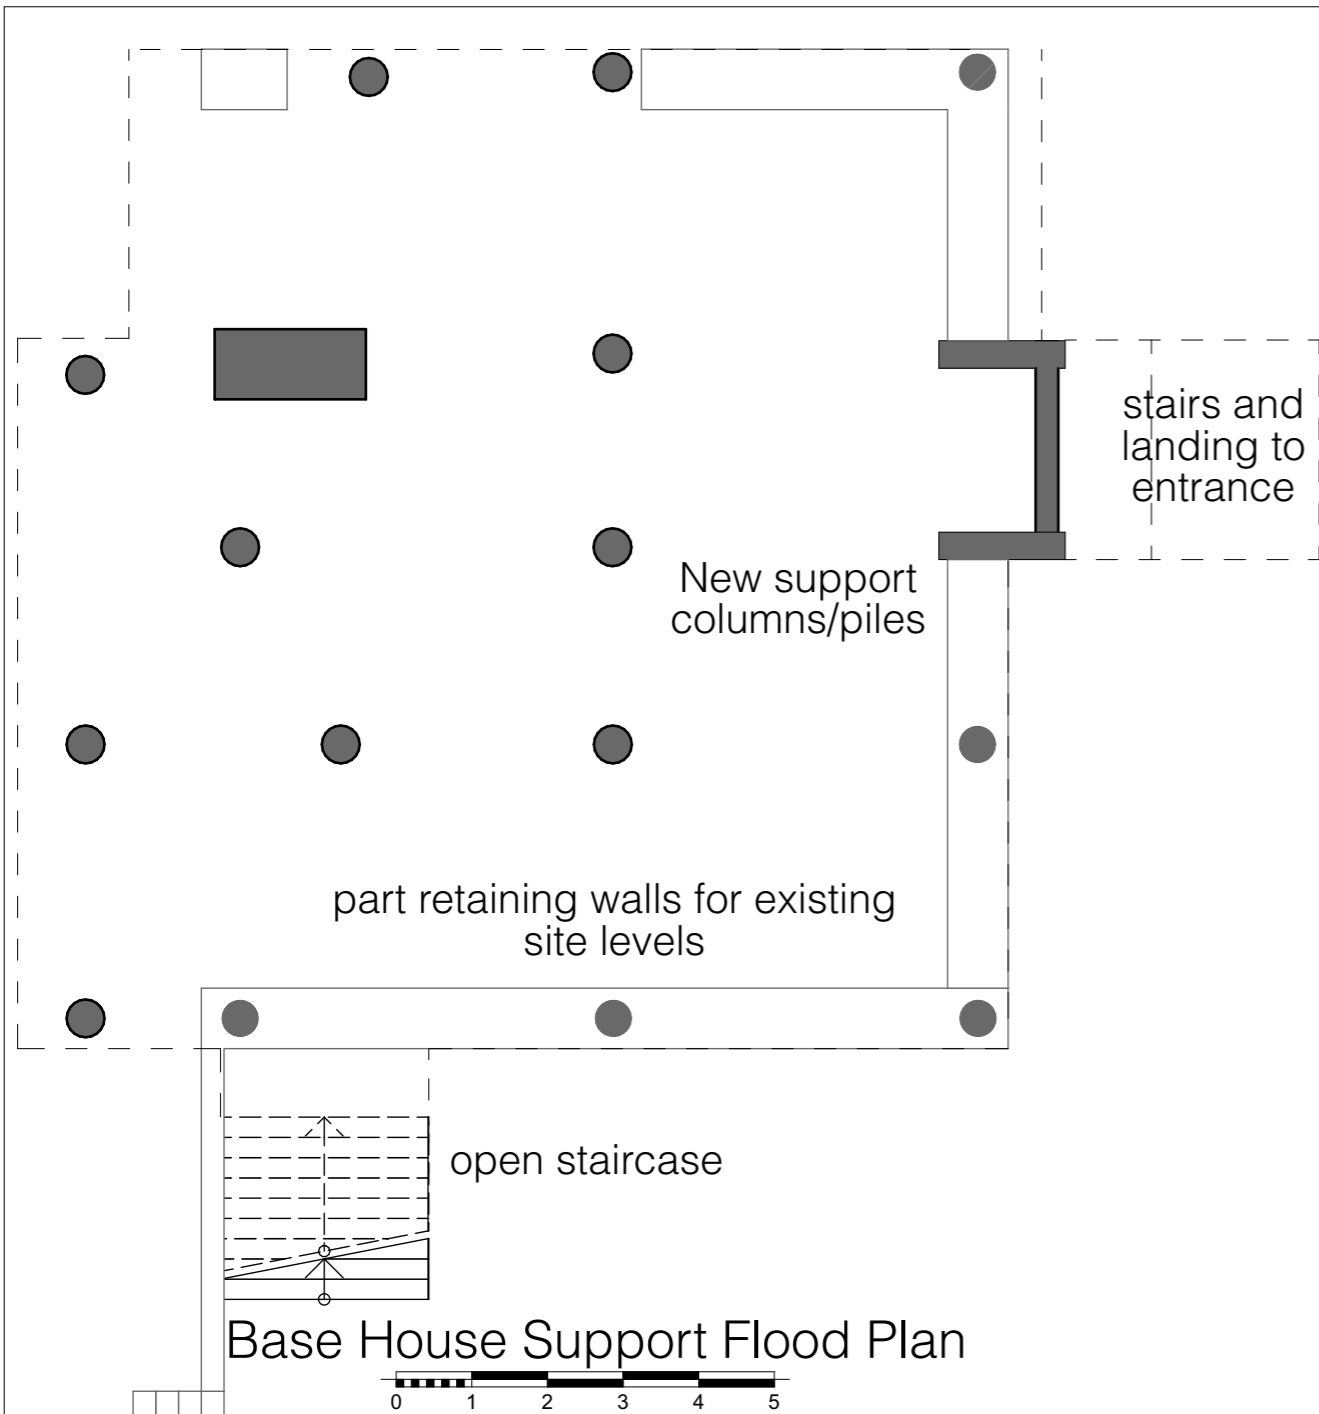 stairs and
landing to
entrance
New support
columns/piles
part retaining walls for existing
site levels
open staircase
Base House Support Flood Plan
0 1 2 3 4 5